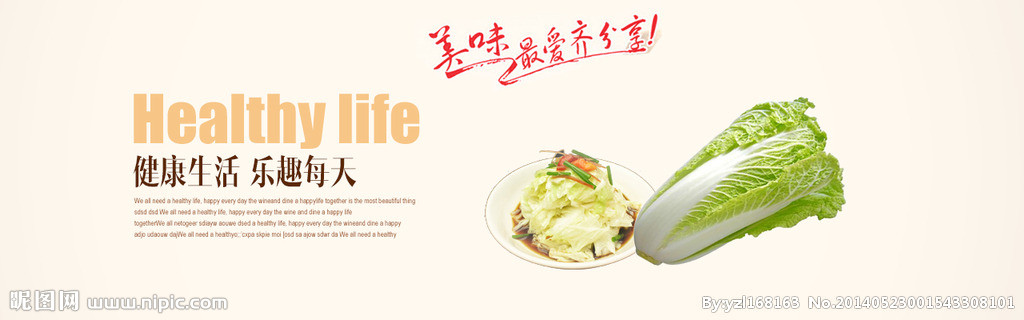 美味最爱齐分享!
Healthy life
健康生活 乐趣每天
We all need a healthy life, happy every day the wineand dine a happylife together is the most beautiful thing
sdsd dsd We all need a healthy life, happy every day the wine and dine a happy life
togetherWe all netogeer sdiayw aouwe dsed a healthy life, happy every day the wineand dine a happy
adjo udaouw dajWe all need a
skpie moi
sd sa ajow sdwr da We all need a healthy
昵图网 www.nipic.com
By:yzl168163 No.20140523001543308101